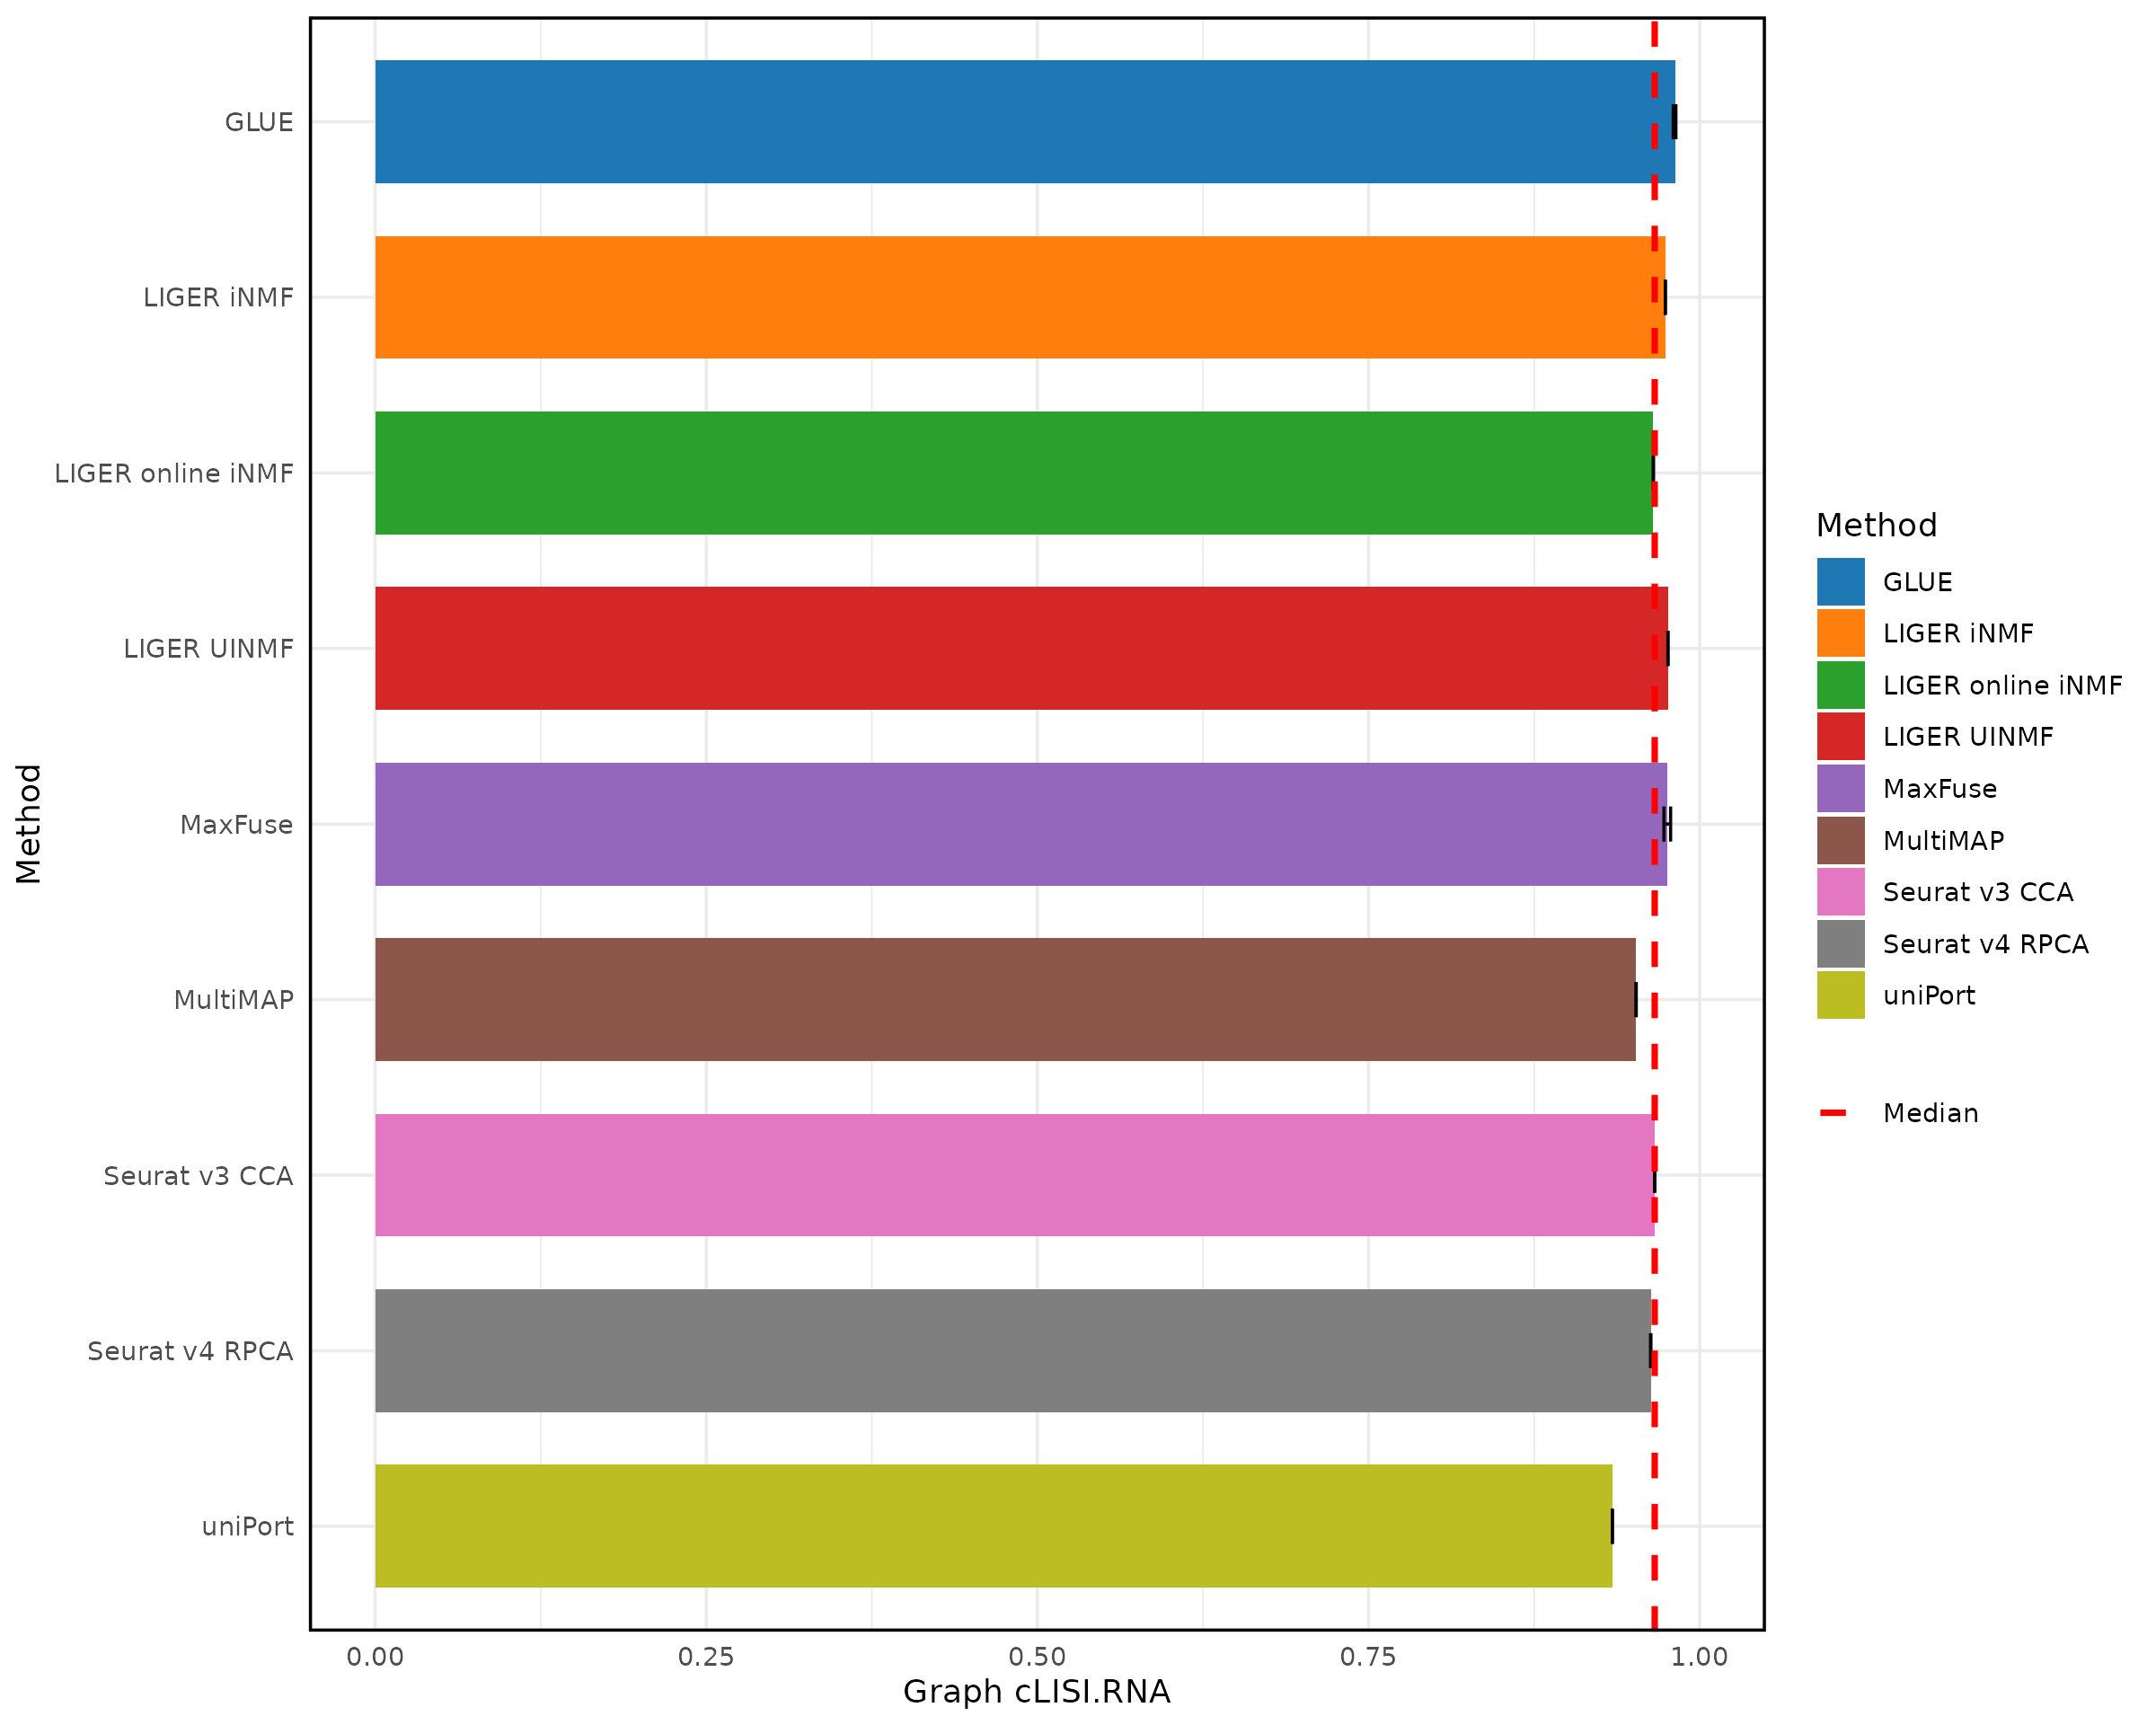 Method
GLUE
LIGER iNMF
LIGER online iNMF
LIGER UINMF
MaxFuse
MultiMAP
Seurat v3 CCA
Seurat v4 RPCA
uniPort
0.00 0.25 0.50 0.75 1.00
Graph cLISI.RNA
Method
GLUE
LIGER iNMF
LIGER online iNMF
LIGER UINMF
MaxFuse
MultiMAP
Seurat v3 CCA
Seurat v4 RPCA
uniPort
Median